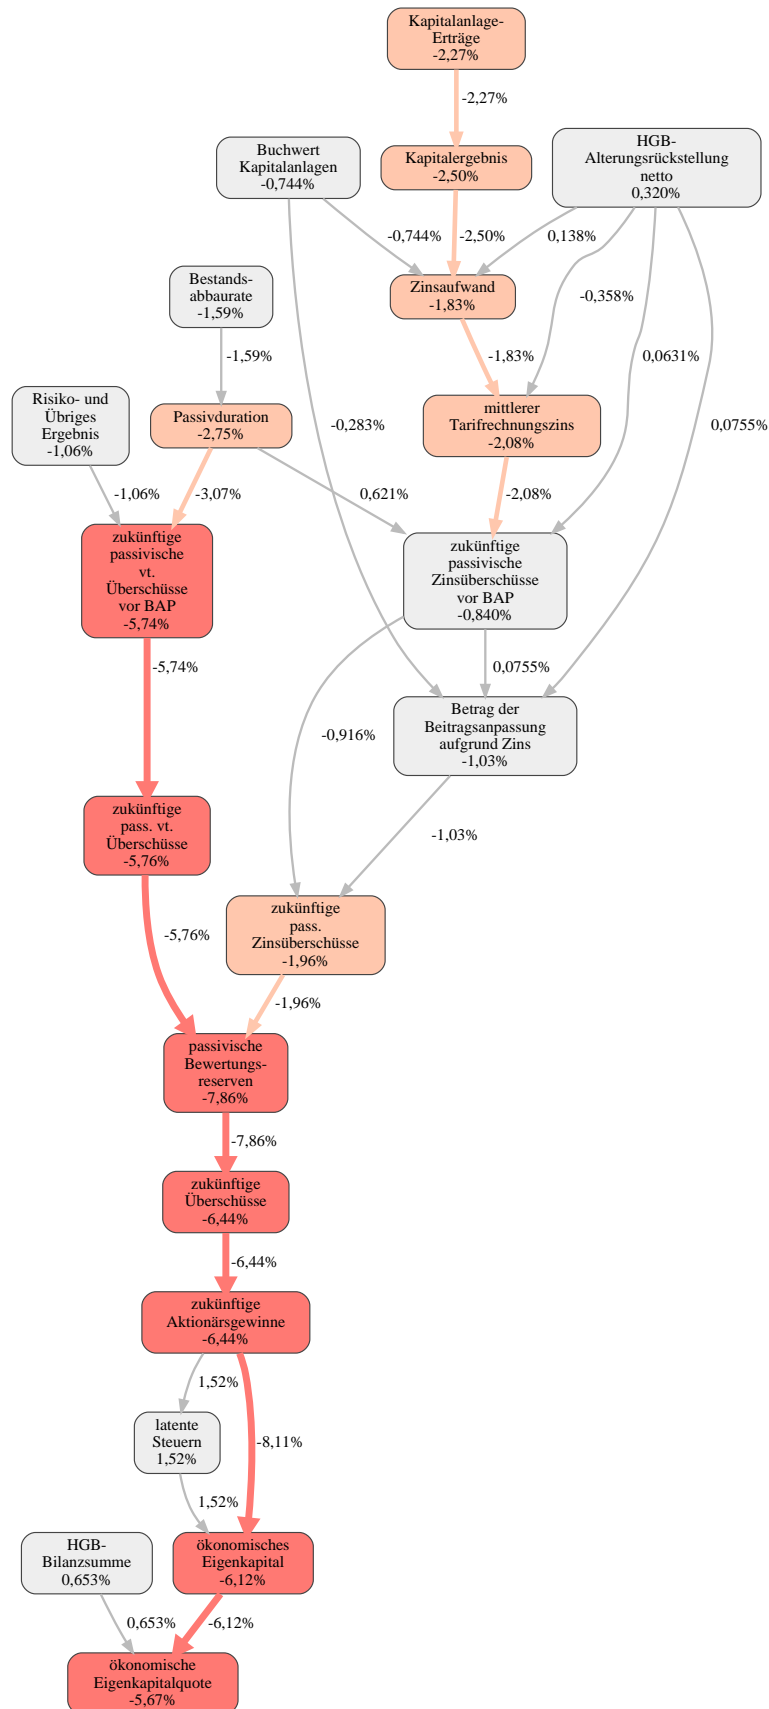 Kapitalanlage-
Erträge
-2,27%
-2,27%
Buchwert
Kapitalanlagen
-0,744%
Kapitalergebnis
-2,50%
HGB-
Alterungsrückstellung
netto
0,320%
-0,744%
-2,50%
0,138%
Bestands-
abbaurate
-1,59%
Zinsaufwand
-1,83%
-0,358%
-1,59%
-1,83%
0,0631%
Risiko- und
Übriges
Ergebnis
-1,06%
Passivduration
-2,75%
-0,283%
mittlerer
Tarifrechnungszins
-2,08%
0,0755%
-1,06%
-3,07%
0,621%
-2,08%
zukünftige
passivische
vt.
Überschüsse
vor BAP
-5,74%
zukünftige
passivische
Zinsüberschüsse
vor BAP
-0,840%
-5,74%
0,0755%
-0,916%
Betrag der
Beitragsanpassung
aufgrund Zins
-1,03%
zukünftige
pass. vt.
Überschüsse
-5,76%
-1,03%
-5,76%
zukünftige
pass.
Zinsüberschüsse
-1,96%
-1,96%
passivische
Bewertungs-
reserven
-7,86%
-7,86%
zukünftige
Überschüsse
-6,44%
-6,44%
zukünftige
Aktionärsgewinne
-6,44%
1,52%
latente
Steuern
1,52%
-8,11%
1,52%
HGB-
Bilanzsumme
0,653%
ökonomisches
Eigenkapital
-6,12%
0,653%
-6,12%
ökonomische
Eigenkapitalquote
-5,67%